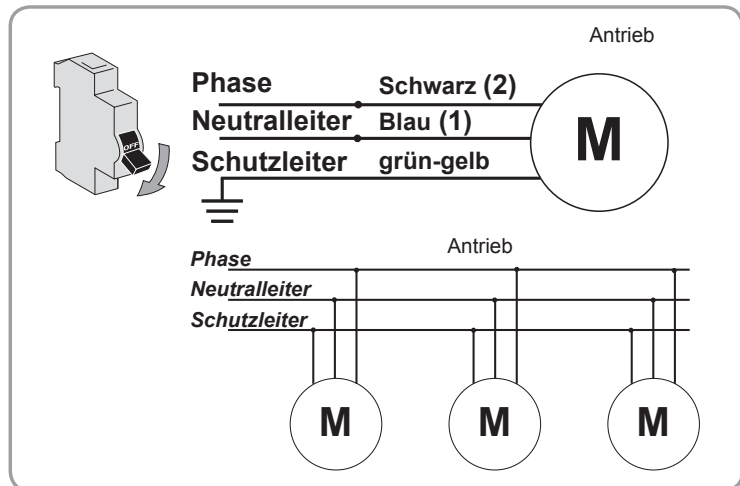 Antrieb
Phase Schwarz (2)
Neutralleiter Blau (1)
Schutzleiter grün-gelb
OFF
M
Antrieb
Phase
Neutralleiter
Schutzleiter
M M M